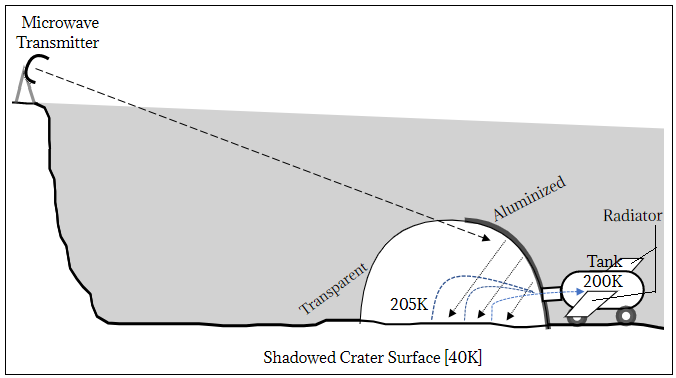 Microwave
Transmitter
Aluminized
Radiator
Tank
200K
Transparent
205K
Shadowed Crater Surface [40K]